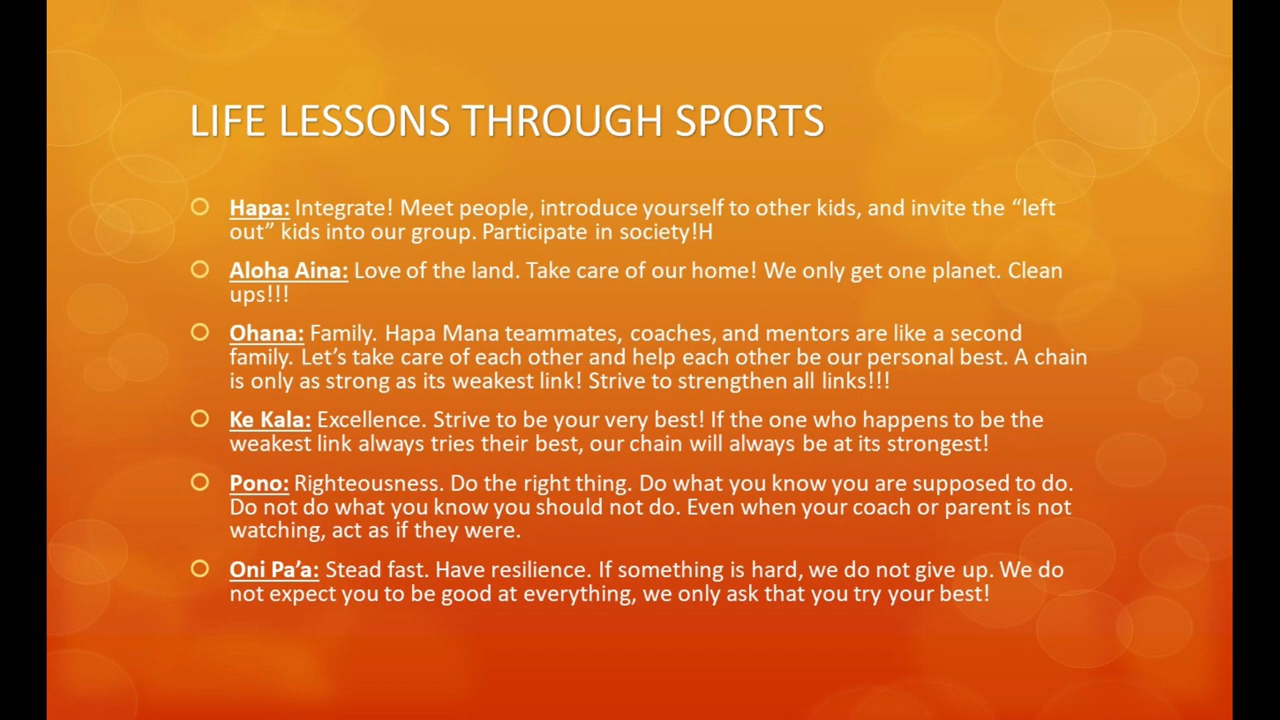 LIFE LESSONS THROUGH SPORTS
Hapa: Integrate! Meet people, introduce yourself to other kids, and invite the “left
out” kids into our group. Participate in society!H
Aloha Aina: Love of the land. Take care of our home! We only get one planet. Clean
ups!!!
Ohana: Family. Hapa Mana teammates, coaches, and mentors are like a second
family. Let’s take care of each other and help each other be our personal best. A chain
is only as strong as its weakest link! Strive to strengthen all links!!!
Ke Kala: Excellence. Strive to be your very best! If the one who happens to be the
weakest link always tries their best, our chain will always be at its strongest!
Pono: Righteousness. Do the right thing. Do what you know you are supposed to do.
Do not do what you know you should not do. Even when your coach or parent is not
watching, act as if they were.
Oni Pa’a: Stead fast. Have resilience. If something is hard, we do not give up. We do
not expect you to be good at everything, we only ask that you try your best!